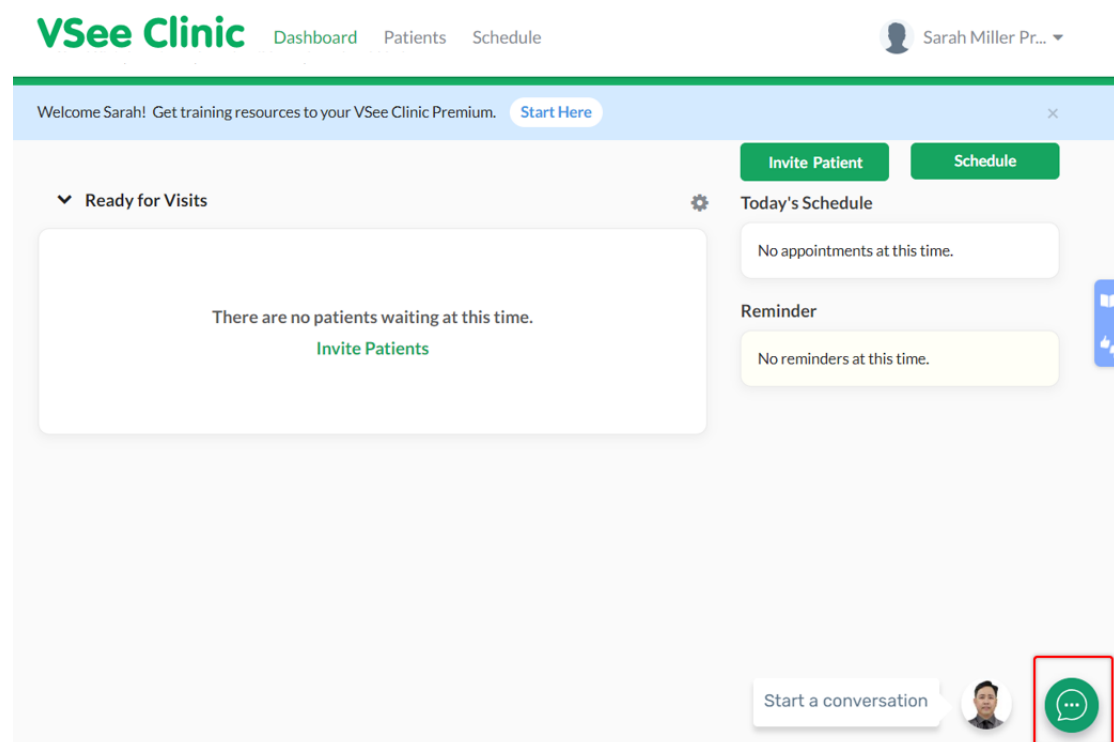 VSee Clinic Dashboard Patients Schedule Sarah Miller Pr...
Welcome Sarah! Get training resources to your VSee Clinic Premium. Start Here
Invite Patient Schedule
Ready for Visits
Today's Schedule
No appointments at this time.
There are no patients waiting at this time.
Invite Patients
Reminder
No reminders at this time.
Start a conversation